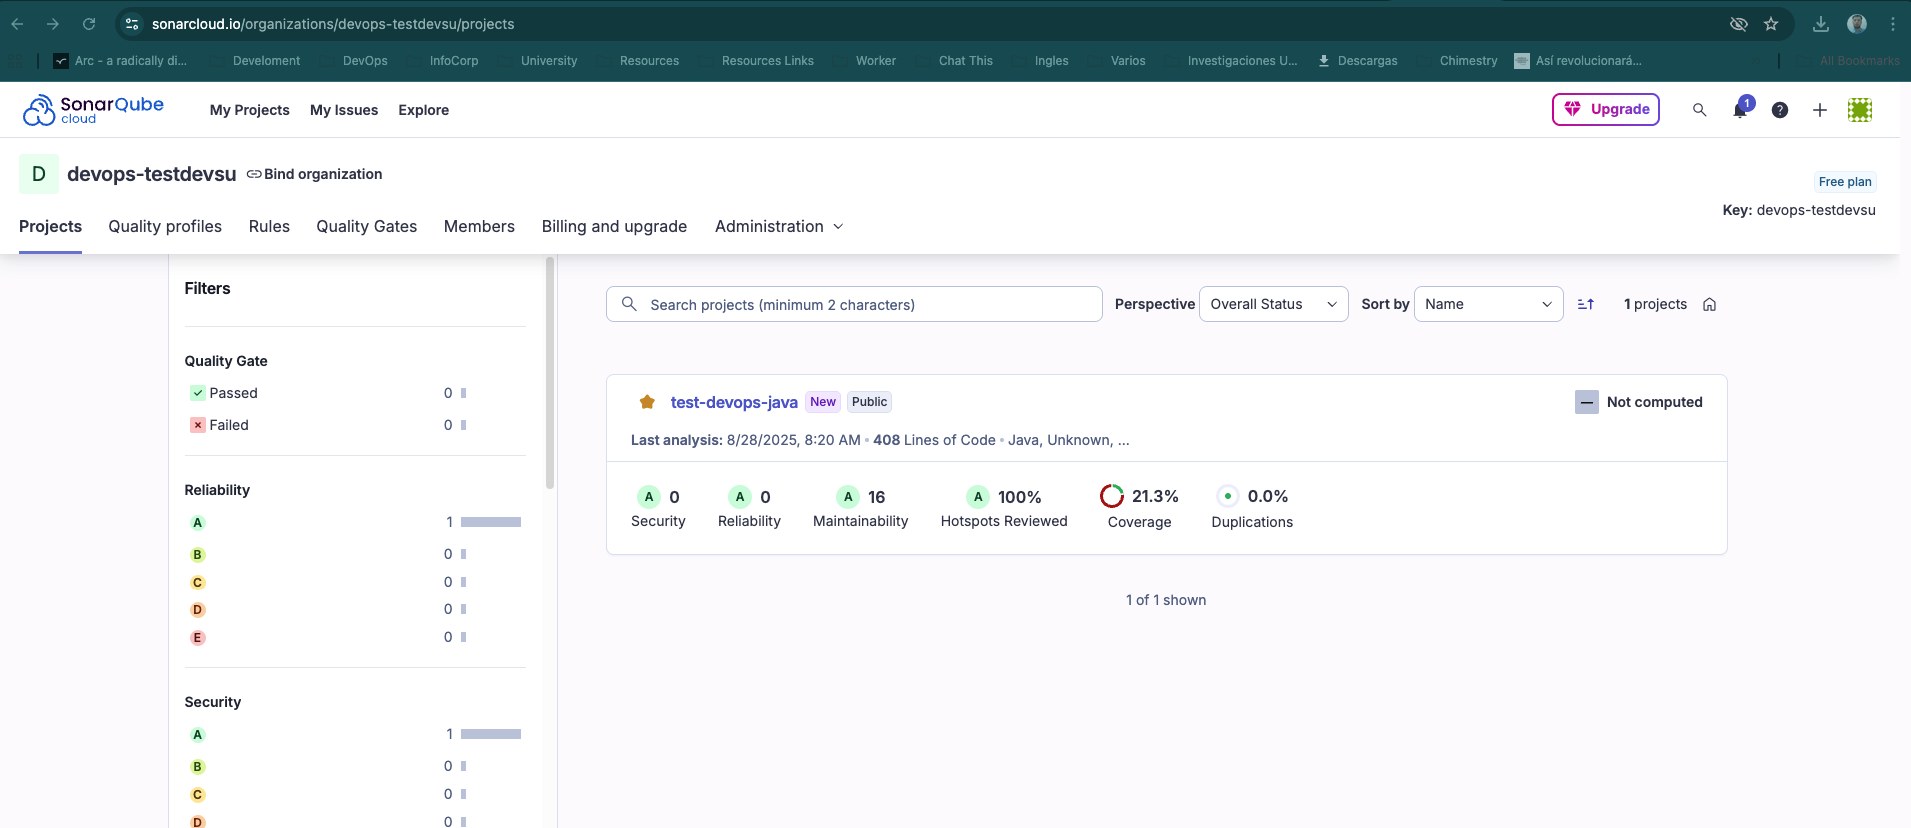 sonarcloud.io/organizations/devops-testdevsu/projects
Arc - a radically di... Develoment DevOps InfoCorp University Resources Resources Links Worker Chat This Ingles Varios Investigaciones U... Descargas Chimestry Así revolucionará... All Bookmarks
SonarQube cloud My Projects My Issues Explore Upgrade 1 ?
D devops-testdevsu Bind organization
Free plan
Key: devops-testdevsu
Projects Quality profiles Rules Quality Gates Members Billing and upgrade Administration
Filters
Quality Gate
Passed 0
Failed 0
Reliability
A 1
B 0
C 0
D 0
E 0
Security
A 1
B 0
C 0
D 0
Search projects (minimum 2 characters) Perspective Overall Status Sort by Name 1 projects
test-devops-java New Public Not computed
Last analysis: 8/28/2025, 8:20 AM • 408 Lines of Code • Java, Unknown, ...
A 0 A 0 A 16 A 100% 21.3% 0.0%
Security Reliability Maintainability Hotspots Reviewed Coverage Duplications
1 of 1 shown